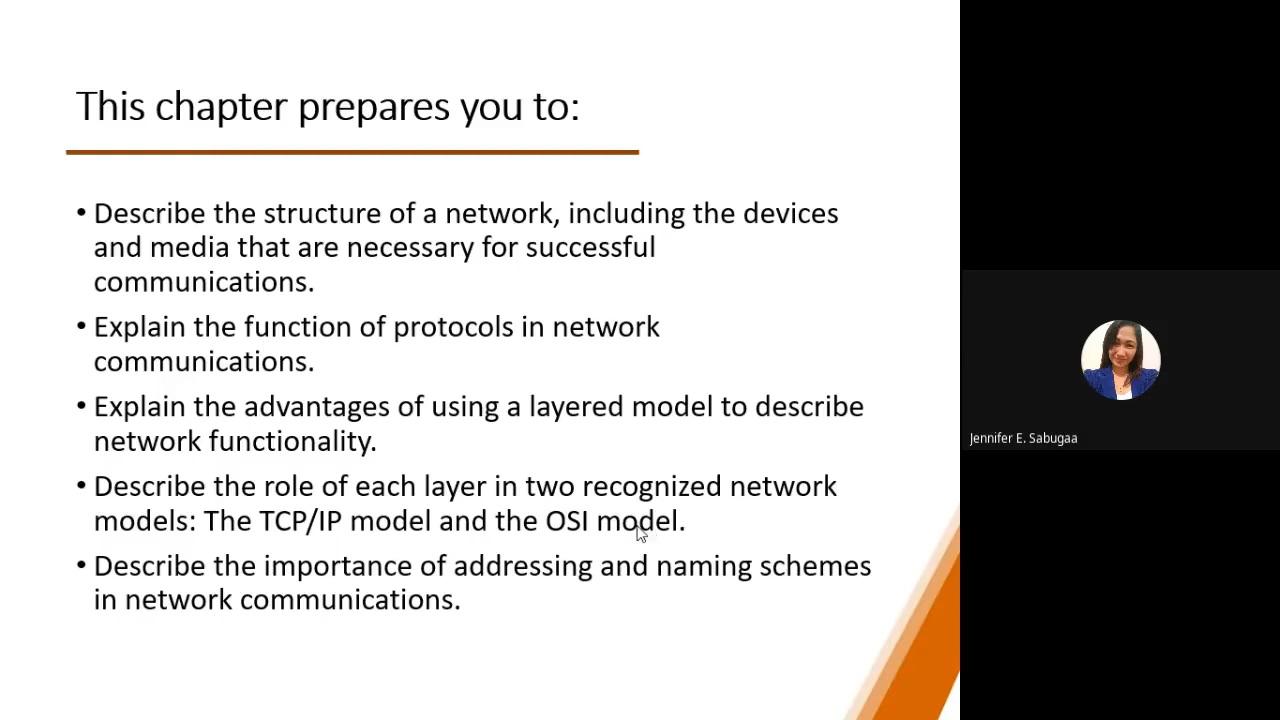 This chapter prepares you to:
• Describe the structure of a network, including the devices
and media that are necessary for successful
communications.
• Explain the function of protocols in network
communications.
• Explain the advantages of using a layered model to describe
network functionality.
• Describe the role of each layer in two recognized network
models: The TCP/IP model and the OSI model.
• Describe the importance of addressing and naming schemes
in network communications.
Jennifer E. Sabugaa